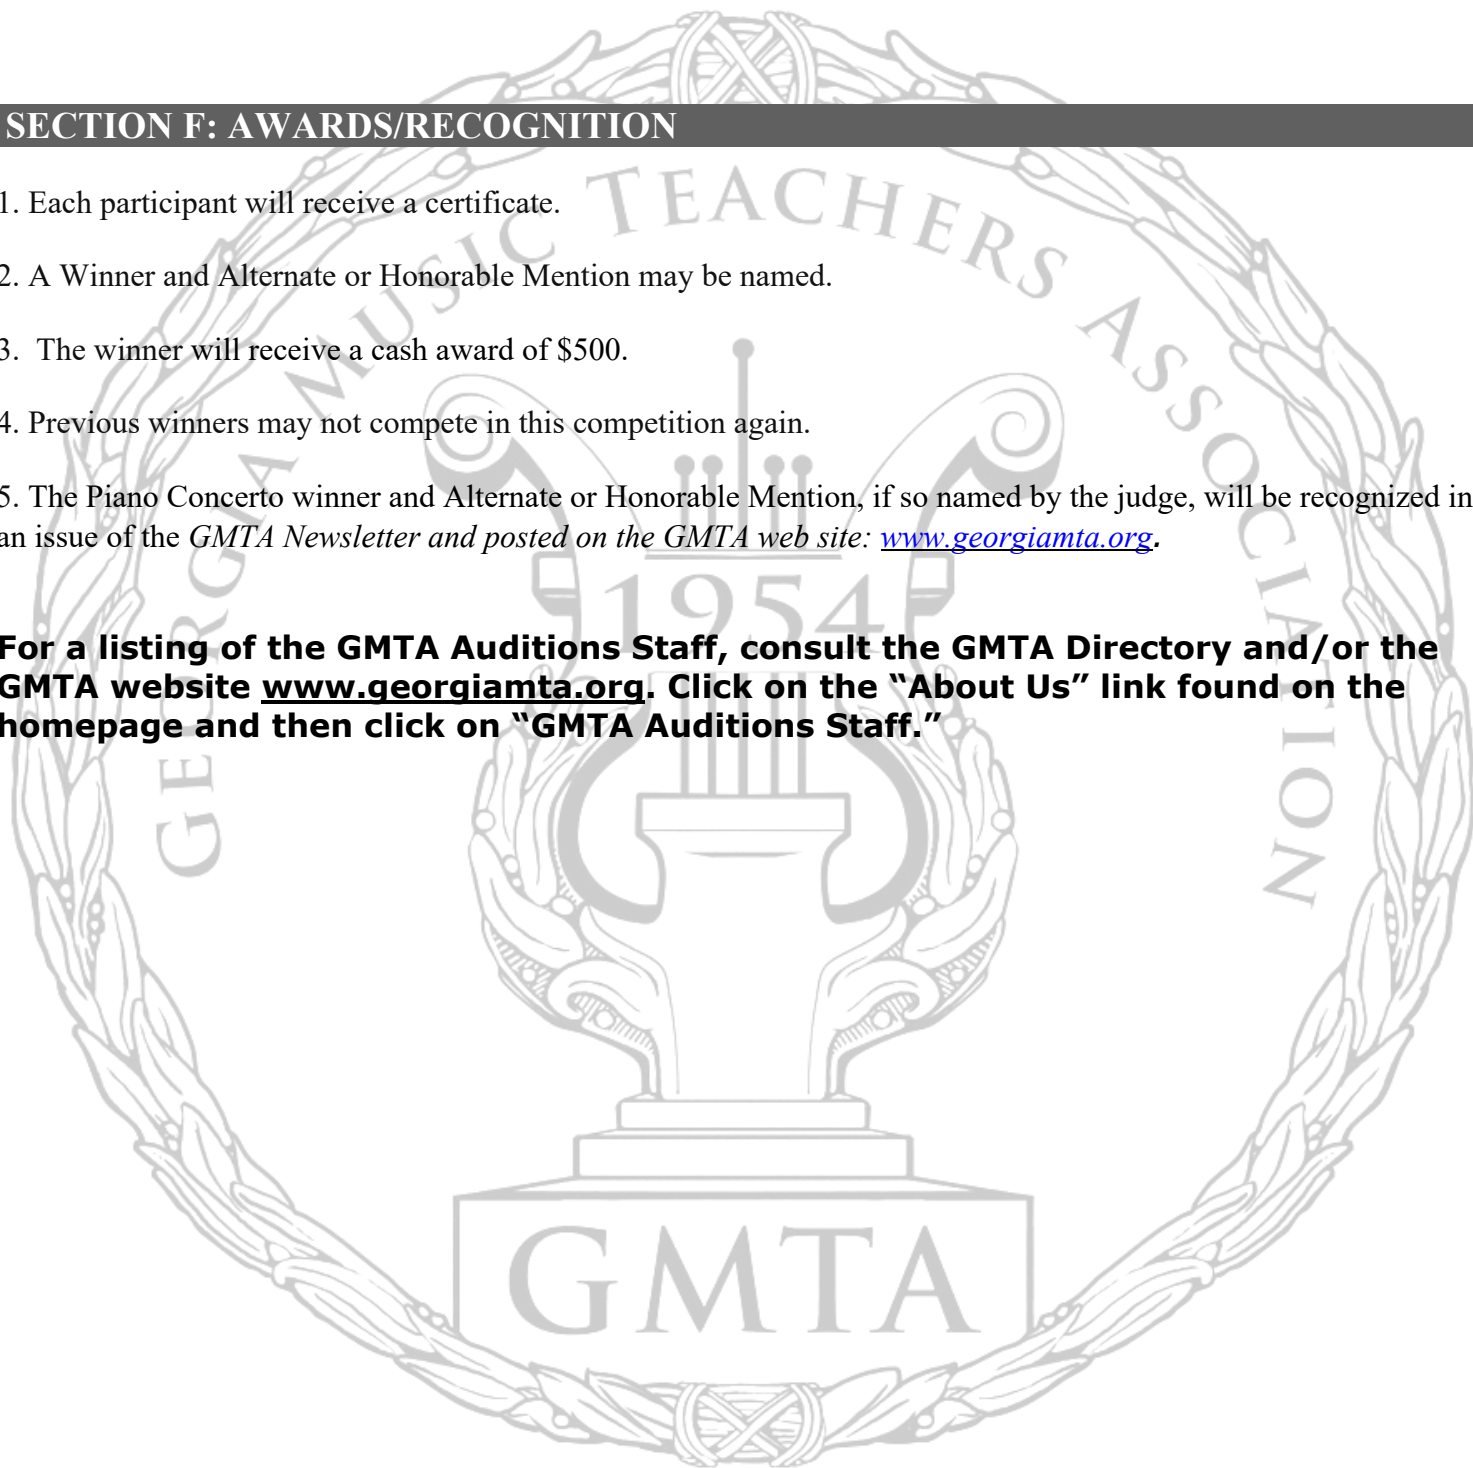 SECTION F: AWARDS/RECOGNITION
1. Each participant will receive a certificate.
2. A Winner and Alternate or Honorable Mention may be named.
3. The winner will receive a cash award of $500.
4. Previous winners may not compete in this competition again.
5. The Piano Concerto winner and Alternate or Honorable Mention, if so named by the judge, will be recognized in
an issue of the GMTA Newsletter and posted on the GMTA web site: www.georgiamta.org.
For a listing of the GMTA Auditions Staff, consult the GMTA Directory and/or the
GMTA website www.georgiamta.org. Click on the “About Us” link found on the
homepage and then click on “GMTA Auditions Staff.”
GEORGIA MUSIC TEACHERS ASSOCIATION
1954
GMTA